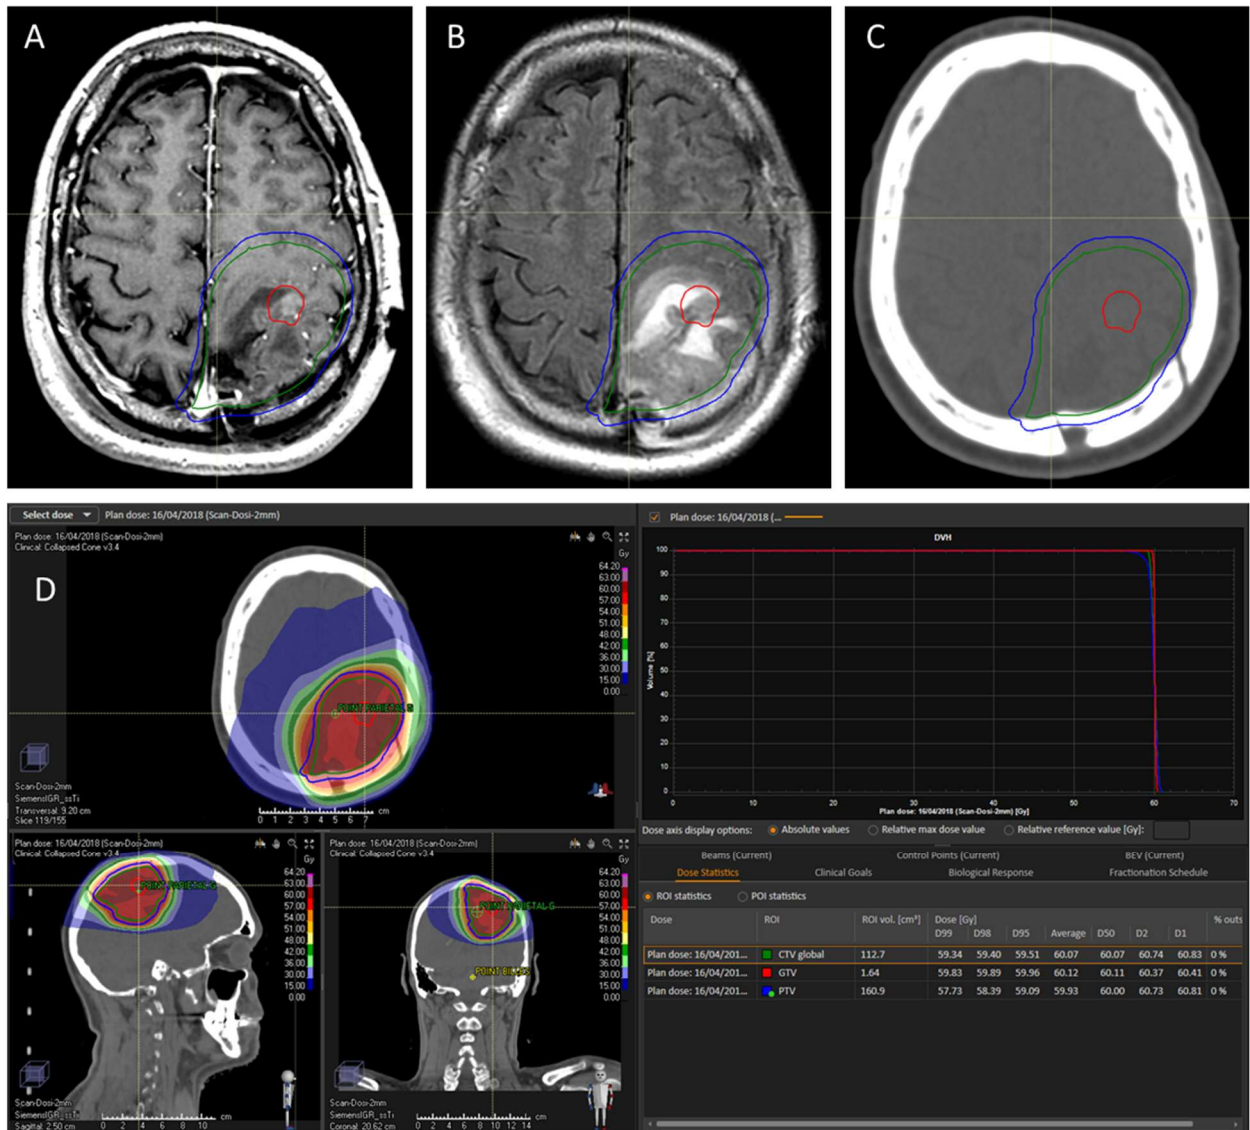 A
B
C
Select dose
Plan dose: 16/04/2018 (Scan-Dosi-2mm)
Plan dose: 16/04/2018 (Scan-Dosi-2mm)
Clinical: Collapsed Cone v3.4
D
Gy
64.20
63.00
60.00
57.00
54.00
51.00
48.00
42.00
36.00
30.00
15.00
0.00
POINT PARIETAL G
Scan-Dosi-2mm
SiemensIGR_ssTi
Transversal: 9.20 cm
Slice 119/155
0 1 2 3 4 5 6 7 cm
Plan dose: 16/04/2018 (Scan-Dosi-2mm)
Clinical: Collapsed Cone v3.4
Gy
64.20
63.00
60.00
57.00
54.00
51.00
48.00
42.00
36.00
30.00
15.00
0.00
POINT PARIETAL G
Scan-Dosi-2mm
SiemensIGR_ssTi
Sagittal: 2.50 cm
0 2 4 6 8 10 cm
Plan dose: 16/04/2018 (Scan-Dosi-2mm)
Clinical: Collapsed Cone v3.4
Gy
64.20
63.00
60.00
57.00
54.00
51.00
48.00
42.00
36.00
30.00
15.00
0.00
POINT PARIETAL G
Scan-Dosi-2mm
SiemensIGR_ssTi
Coronal: 20.62 cm
0 2 4 6 8 10 12 14 cm
Plan dose: 16/04/2018 (...
DVH
Volume [%]
100
90
80
70
60
50
40
30
20
10
0
0 10 20 30 40 50 60 70
Plan dose: 16/04/2018 (Scan-Dosi-2mm) [Gy]
Dose axis display options: Absolute values Relative max dose value Relative reference value [Gy]:
Beams (Current) Control Points (Current) BEV (Current)
Dose Statistics Clinical Goals Biological Response Fractionation Schedule
ROI statistics POI statistics
Dose ROI ROI vol. [cm³] Dose [Gy] % outs
D99 D98 D95 Average D50 D2 D1
Plan dose: 16/04/201... CTV global 112.7 59.34 59.40 59.51 60.07 60.07 60.74 60.83 0 %
Plan dose: 16/04/201... GTV 1.64 59.83 59.89 59.96 60.12 60.11 60.37 60.41 0 %
Plan dose: 16/04/201... PTV 160.9 57.73 58.39 59.09 59.93 60.00 60.73 60.81 0 %